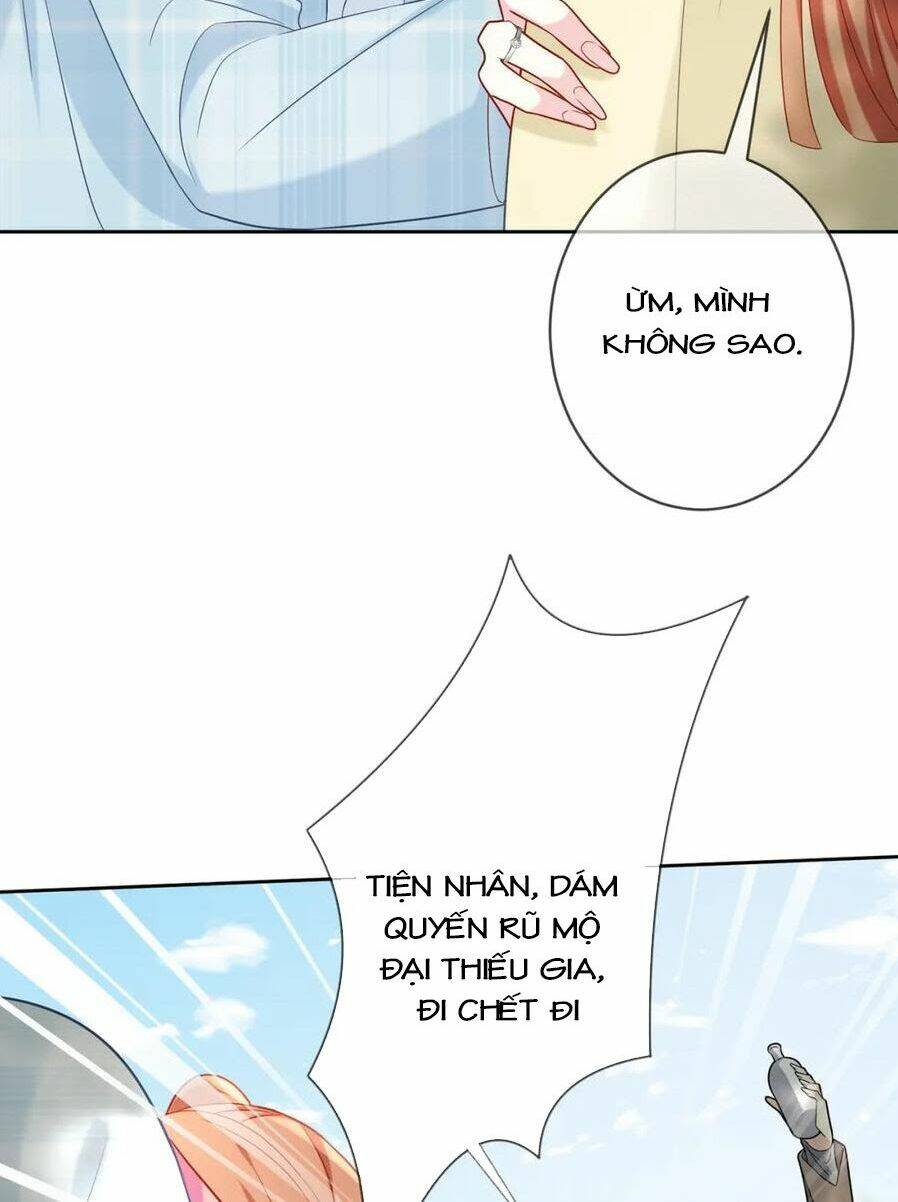 ỪM, MÌNH
KHÔNG SAO.
TIỆN NHÂN, DÁM
QUYẾN RŨ MỘ
ĐẠI THIẾU GIA,
ĐI CHẾT ĐI